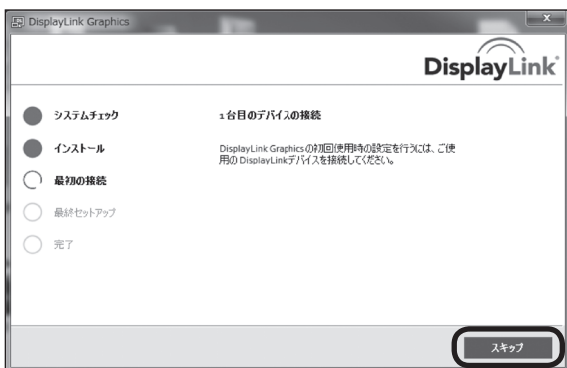 DisplayLink Graphics
DisplayLink
システムチェック
インストール
最初の接続
最終セットアップ
完了
1台目のデバイスの接続
DisplayLink Graphicsの初回使用時の設定を行うには、ご使
用の DisplayLinkデバイスを接続してください。
スキップ